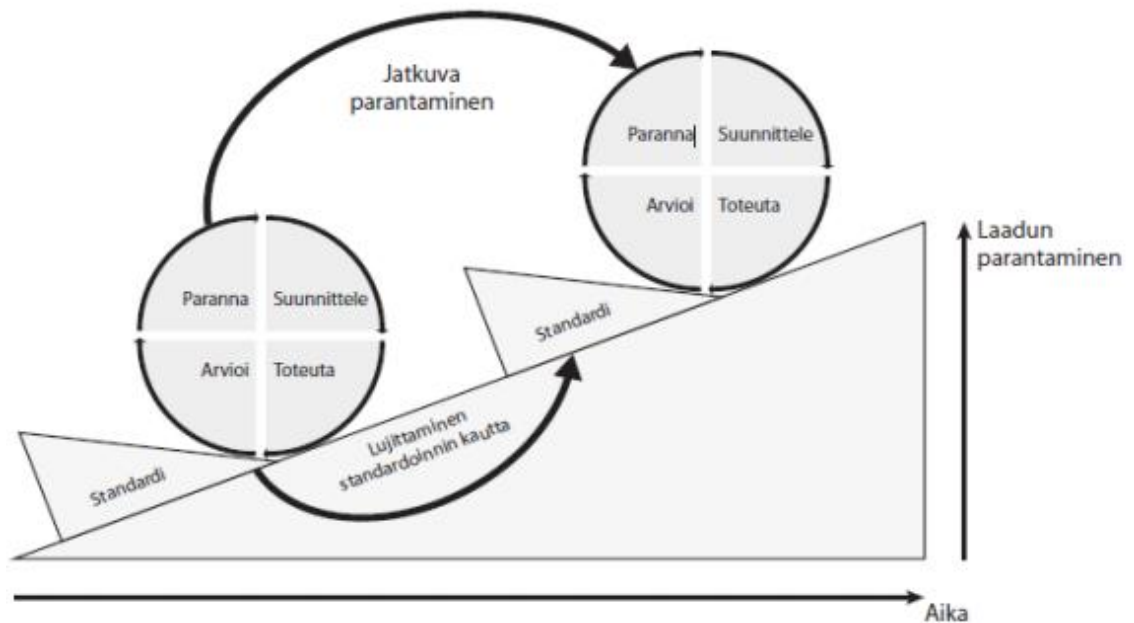 Jatkuva
parantaminen
Paranna Suunnittele
Arvioi Toteuta
Laadun
parantaminen
Paranna Suunnittele
Arvioi Toteuta
Standardi
Lujittaminen
standardoinnin kautta
Standardi
Aika